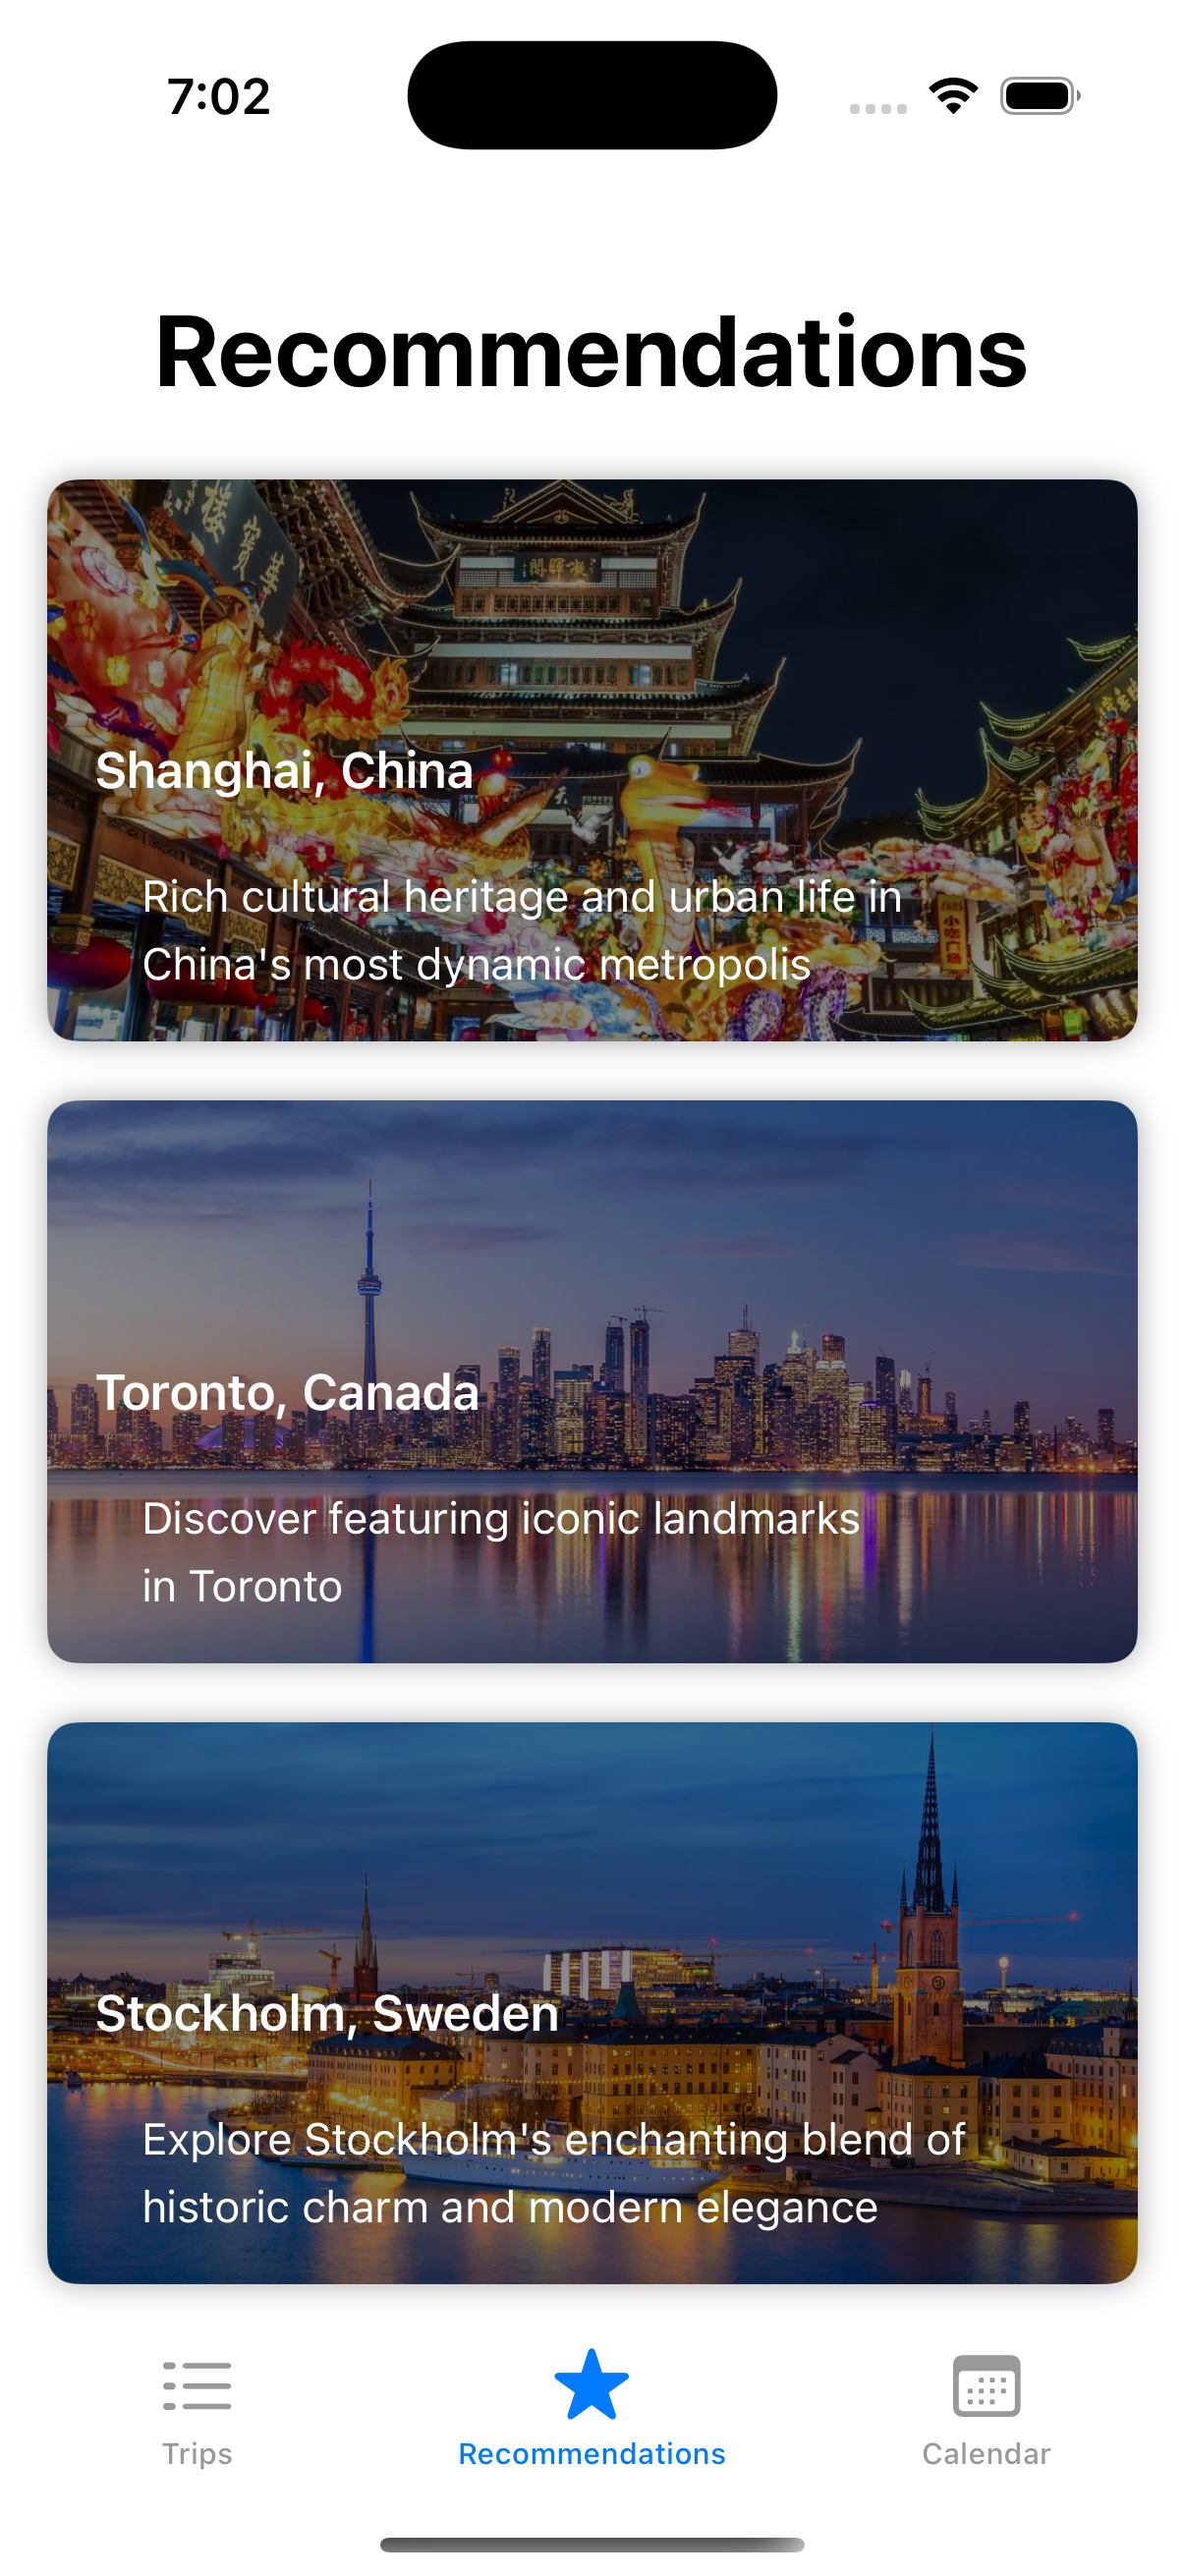 7:02
Recommendations
Shanghai, China
Rich cultural heritage and urban life in
China's most dynamic metropolis
Toronto, Canada
Discover featuring iconic landmarks
in Toronto
Stockholm, Sweden
Explore Stockholm's enchanting blend of
historic charm and modern elegance
Trips
Recommendations
Calendar